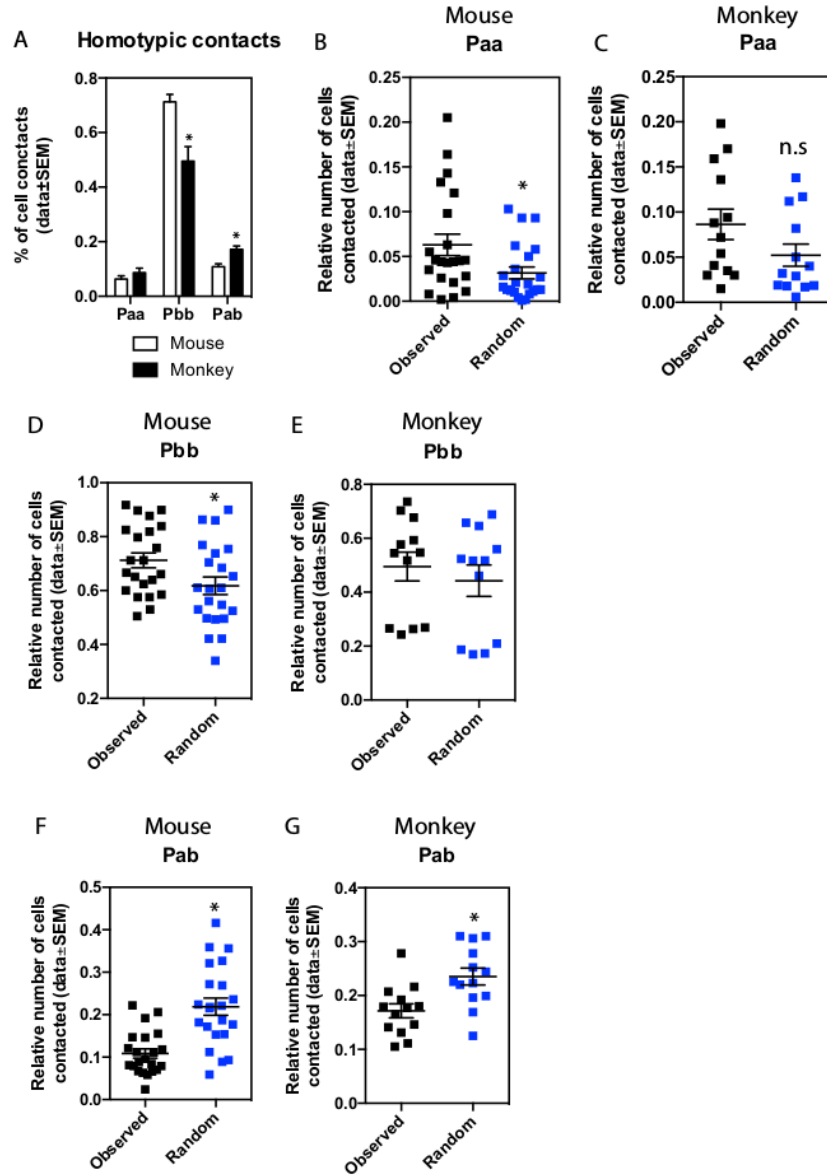 A
Homotypic contacts
% of cell conctacts
(data±SEM)
0.8
0.6
0.4
0.2
0.0
*
*
Paa
Pbb
Pab
Mouse
Monkey
B
Mouse
Paa
Relative number of cells
contacted (data±SEM)
0.25
0.20
0.15
0.10
0.05
0.00
*
Observed
Random
C
Monkey
Paa
Relative number of cells
contacted (data±SEM)
0.25
0.20
0.15
0.10
0.05
0.00
n.s
Observed
Random
D
Mouse
Pbb
Relative number of cells
contacted (data±SEM)
1.0
0.8
0.6
0.4
0.2
*
Observed
Random
E
Monkey
Pbb
Relative number of cells
contacted (data±SEM)
0.8
0.6
0.4
0.2
0.0
Observed
Random
F
Mouse
Pab
Relative number of cells
contacted (data±SEM)
0.5
0.4
0.3
0.2
0.1
0.0
*
Observed
Random
G
Monkey
Pab
Relative number of cells
contacted (data±SEM)
0.4
0.3
0.2
0.1
0.0
*
Observed
Random